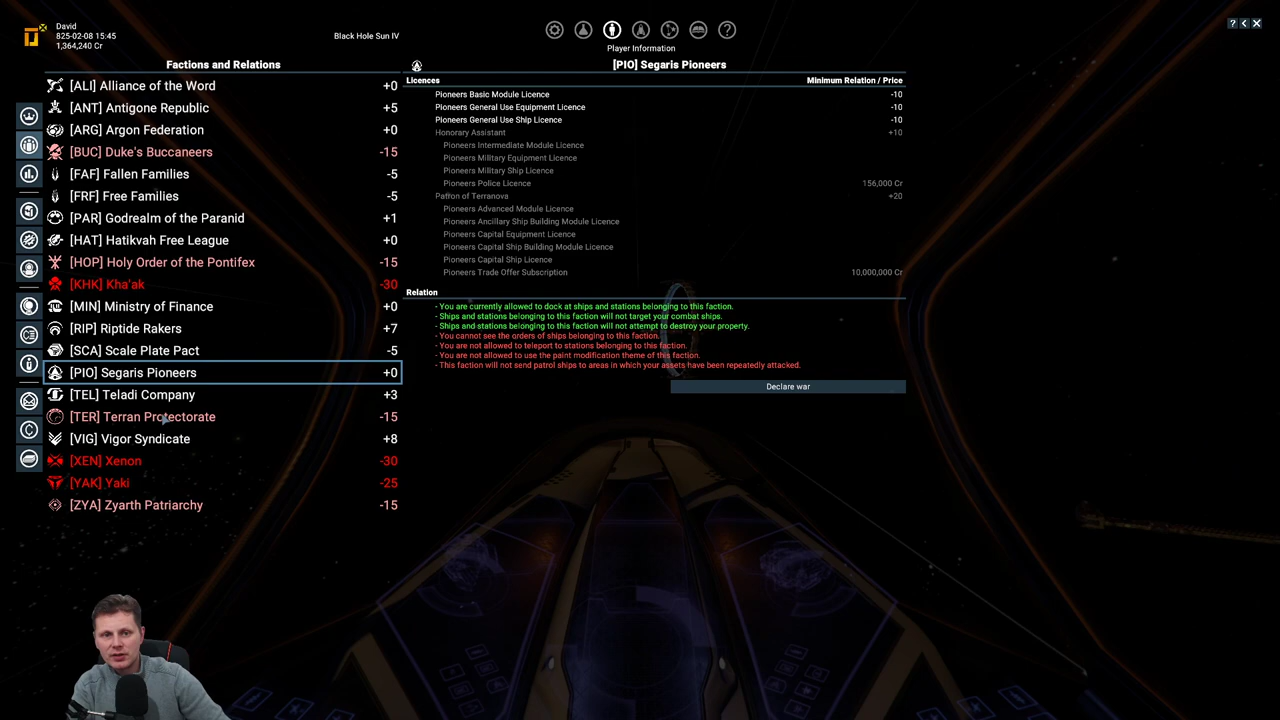 David
825-02-08 15:45
1,364,240 Cr
Black Hole Sun IV
Player Information
? < X
Factions and Relations
[ALI] Alliance of the Word +0
[ANT] Antigone Republic +5
[ARG] Argon Federation +0
[BUC] Duke's Buccaneers -15
[FAF] Fallen Families -5
[FRF] Free Families -5
[PAR] Godrealm of the Paranid +1
[HAT] Hatikvah Free League +0
[HOP] Holy Order of the Pontifex -15
[KHK] Kha'ak -30
[MIN] Ministry of Finance +0
[RIP] Riptide Rakers +7
[SCA] Scale Plate Pact -5
[PIO] Segaris Pioneers +0
[TEL] Teladi Company +3
[TER] Terran Protectorate -15
[VIG] Vigor Syndicate +8
[XEN] Xenon -30
[YAK] Yaki -25
[ZYA] Zyarth Patriarchy -15
[PIO] Segaris Pioneers
Licences Minimum Relation / Price
Pioneers Basic Module Licence -10
Pioneers General Use Equipment Licence -10
Pioneers General Use Ship Licence -10
Honorary Assistant +10
Pioneers Intermediate Module Licence
Pioneers Military Equipment Licence
Pioneers Military Ship Licence
Pioneers Police Licence 156,000 Cr
Patron of Terranova +20
Pioneers Advanced Module Licence
Pioneers Ancillary Ship Building Module Licence
Pioneers Capital Equipment Licence
Pioneers Capital Ship Building Module Licence
Pioneers Capital Ship Licence
Pioneers Trade Offer Subscription 10,000,000 Cr
Relation
- You are currently allowed to dock at ships and stations belonging to this faction.
- Ships and stations belonging to this faction will not target your combat ships.
- Ships and stations belonging to this faction will not attempt to destroy your property.
- You cannot see the orders of ships belonging to this faction.
- You are not allowed to teleport to stations belonging to this faction.
- You are not allowed to use the paint modification theme of this faction.
- This faction will not send patrol ships to areas in which your assets have been repeatedly attacked.
Declare war